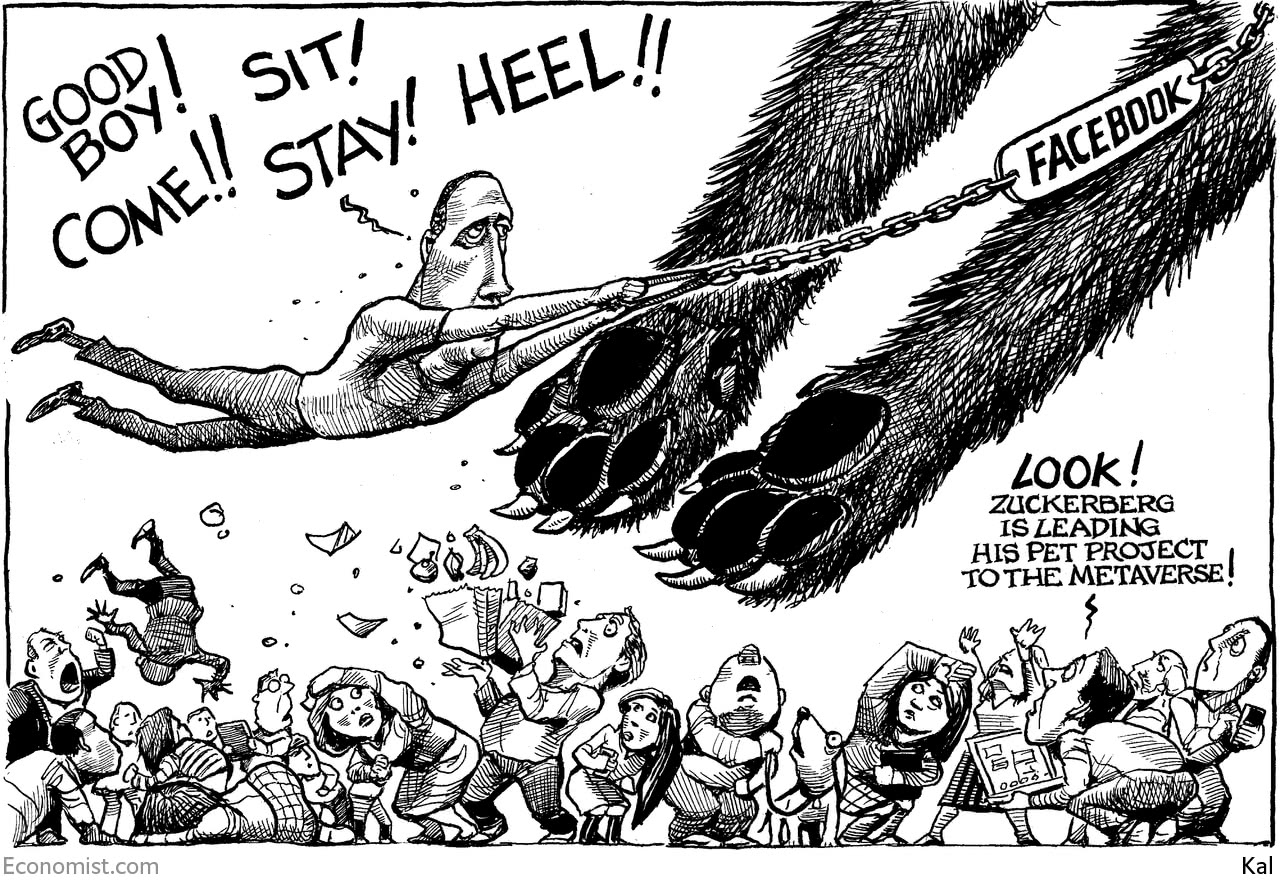 GOOD BOY! SIT!
COME!! STAY! HEEL!!
FACEBOOK
LOOK!
ZUCKERBERG
IS LEADING
HIS PET PROJECT
TO THE METAVERSE!
Economist.com
Kal